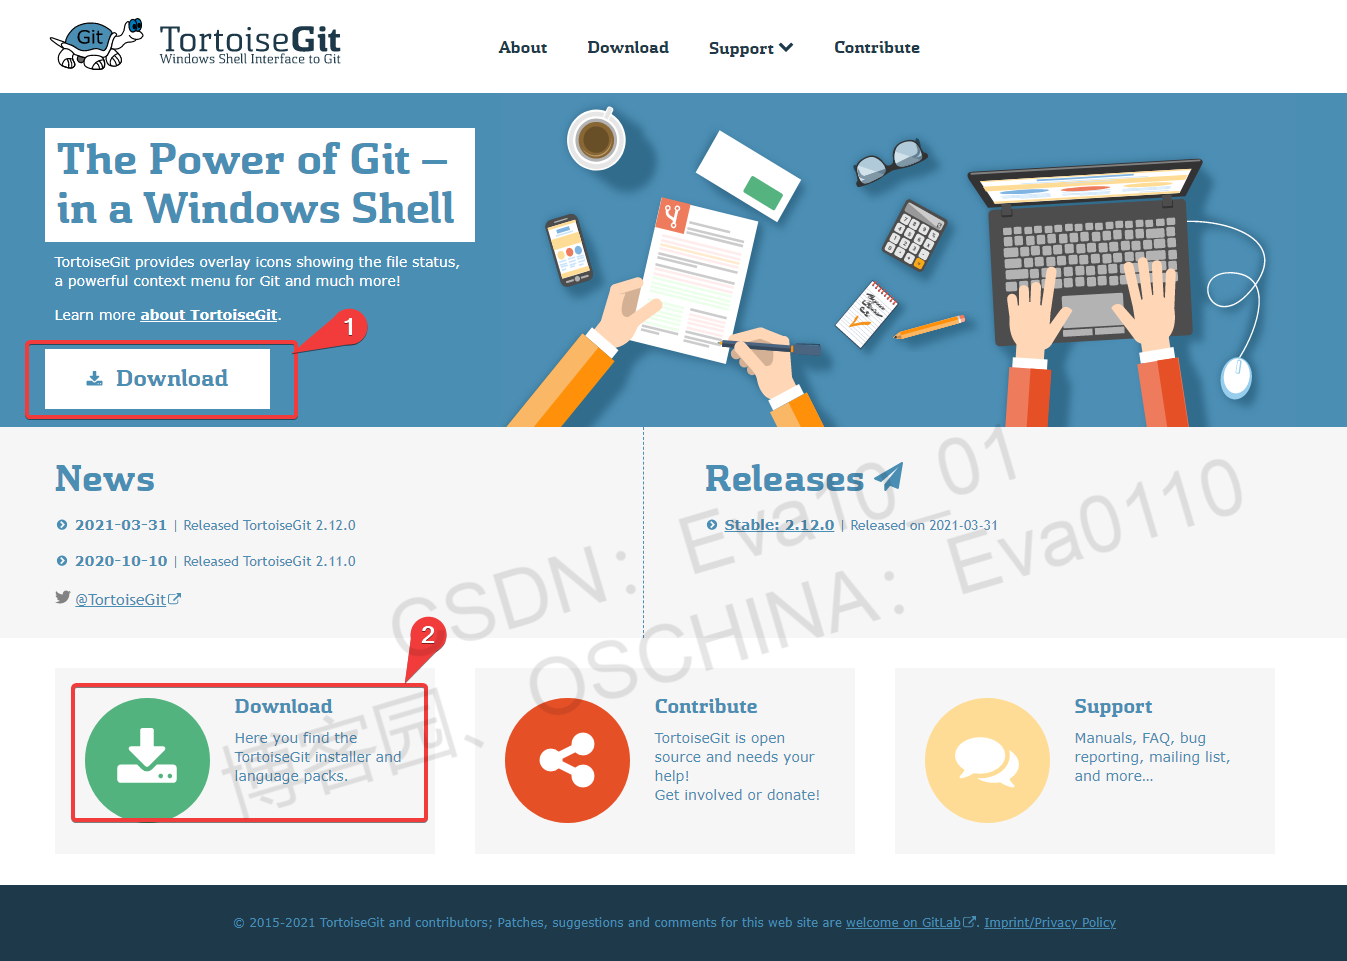 Git
TortoiseGit
Windows Shell Interface to Git
About
Download
Support
Contribute
The Power of Git –
in a Windows Shell
TortoiseGit provides overlay icons showing the file status,
a powerful context menu for Git and much more!
Learn more about TortoiseGit.
1
Download
News
2021-03-31 | Released TortoiseGit 2.12.0
2020-10-10 | Released TortoiseGit 2.11.0
@TortoiseGit
Releases
Stable: 2.12.0 | Released on 2021-03-31
CSDN：Eva10_01
博客园、OSCHINA：Eva0110
2
Download
Here you find the
TortoiseGit installer and
language packs.
Contribute
TortoiseGit is open
source and needs your
help!
Get involved or donate!
Support
Manuals, FAQ, bug
reporting, mailing list,
and more...
© 2015-2021 TortoiseGit and contributors; Patches, suggestions and comments for this web site are welcome on GitLab. Imprint/Privacy Policy